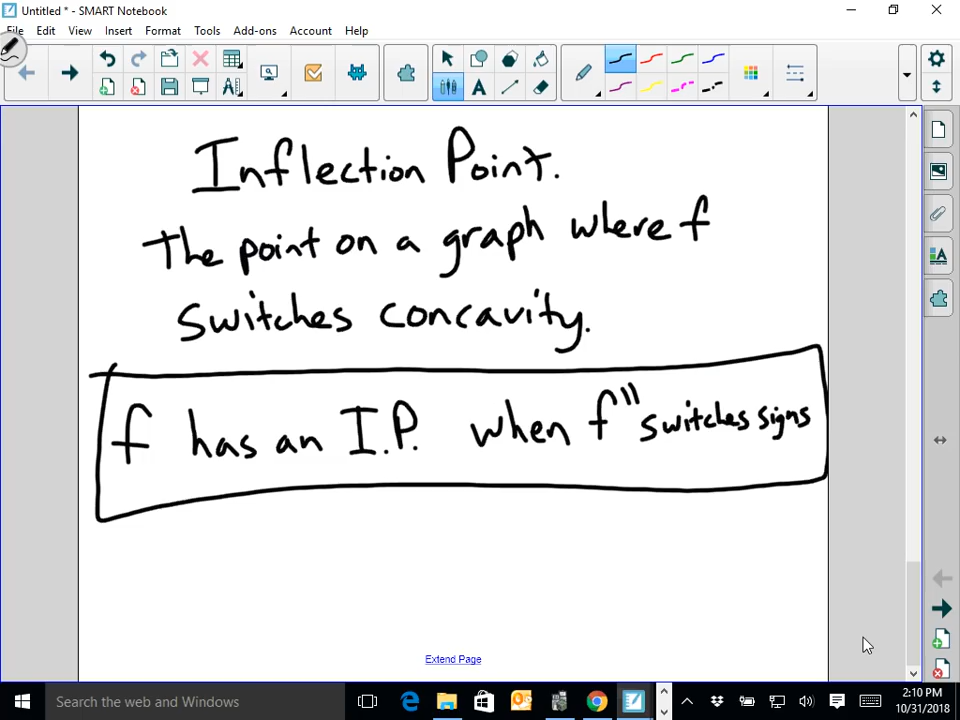 Untitled * - SMART Notebook
File Edit View Insert Format Tools Add-ons Account Help
Inflection Point.
The point on a graph where f
switches concavity.
f has an I.P. when f" switches signs
Extend Page
Search the web and Windows
2:10 PM
10/31/2018